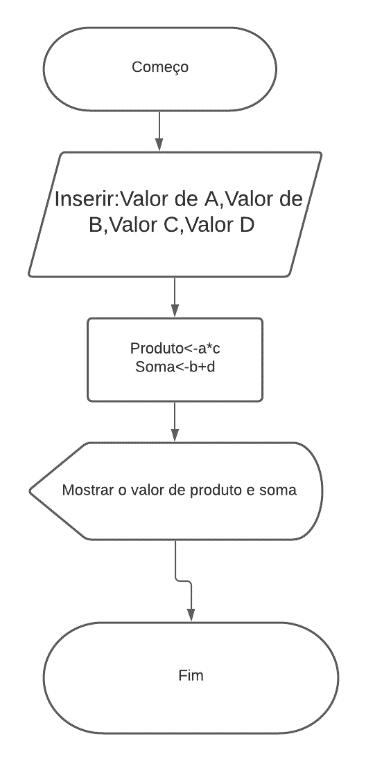 Começo
Inserir:Valor de A,Valor de
B,Valor C,Valor D
Produto<-a*c
Soma<-b+d
Mostrar o valor de produto e soma
Fim